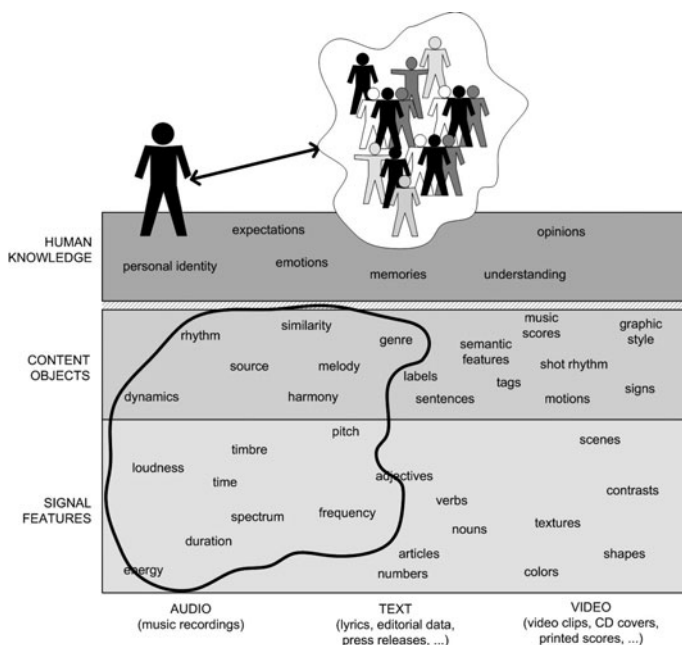 HUMAN
KNOWLEDGE
expectations
opinions
personal identity
emotions
memories
understanding
CONTENT
OBJECTS
rhythm
similarity
genre
music
scores
graphic
style
semantic
features
source
melody
shot rhythm
labels
tags
signs
dynamics
harmony
sentences
motions
SIGNAL
FEATURES
pitch
scenes
timbre
loudness
adjectives
time
contrasts
verbs
spectrum
frequency
nouns
textures
duration
articles
shapes
energy
numbers
colors
AUDIO
(music recordings)
TEXT
(lyrics, editorial data,
press releases, ...)
VIDEO
(video clips, CD covers,
printed scores, ...)